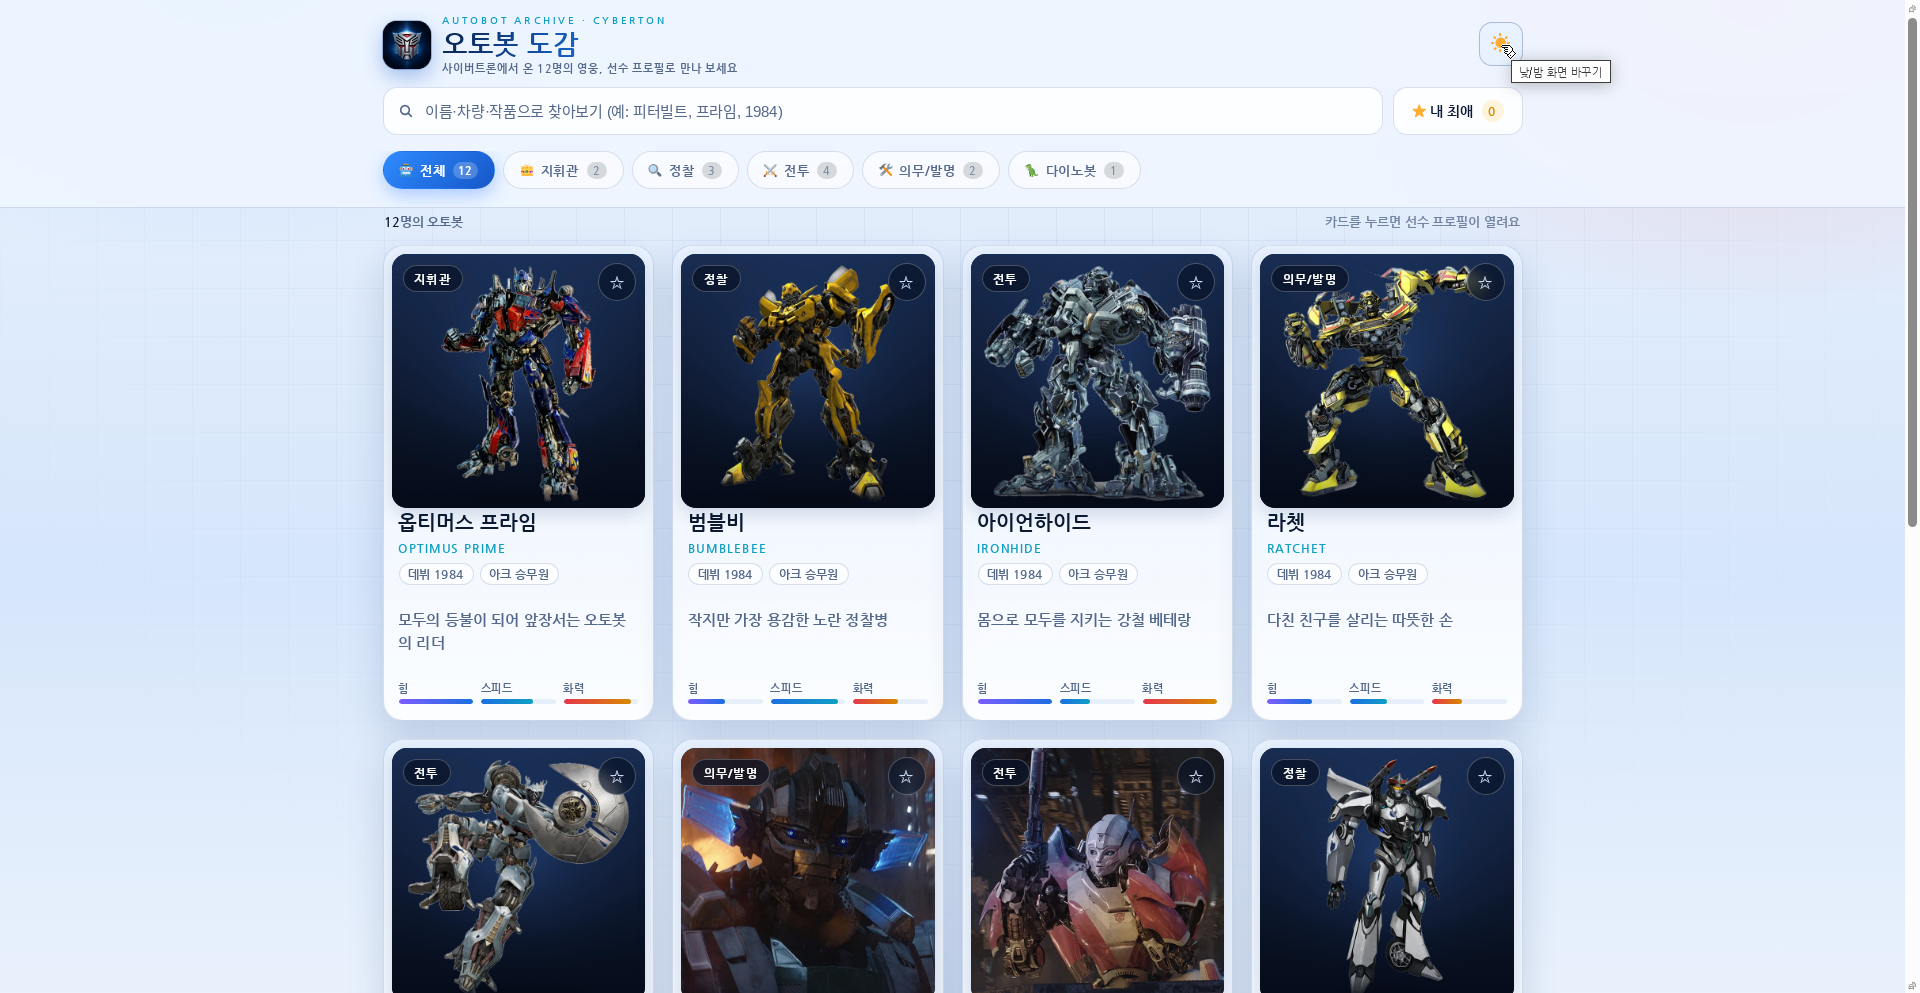 AUTOBOT ARCHIVE · CYBERTON
오토봇 도감
사이버트론에서 온 12명의 영웅, 선수 프로필로 만나 보세요
낮/밤 화면 바꾸기
이름·차량·작품으로 찾아보기 (예: 피터빌트, 프라임, 1984)
내 최애 0
전체 12
지휘관 2
정찰 3
전투 4
의무/발명 2
다이노봇 1
12명의 오토봇
카드를 누르면 선수 프로필이 열려요
지휘관
옵티머스 프라임
OPTIMUS PRIME
데뷔 1984
아크 승무원
모두의 등불이 되어 앞장서는 오토봇
의 리더
힘
스피드
화력
정찰
범블비
BUMBLEBEE
데뷔 1984
아크 승무원
작지만 가장 용감한 노란 정찰병
힘
스피드
화력
전투
아이언하이드
IRONHIDE
데뷔 1984
아크 승무원
몸으로 모두를 지키는 강철 베테랑
힘
스피드
화력
의무/발명
라쳇
RATCHET
데뷔 1984
아크 승무원
다친 친구를 살리는 따뜻한 손
힘
스피드
화력
전투
의무/발명
전투
정찰